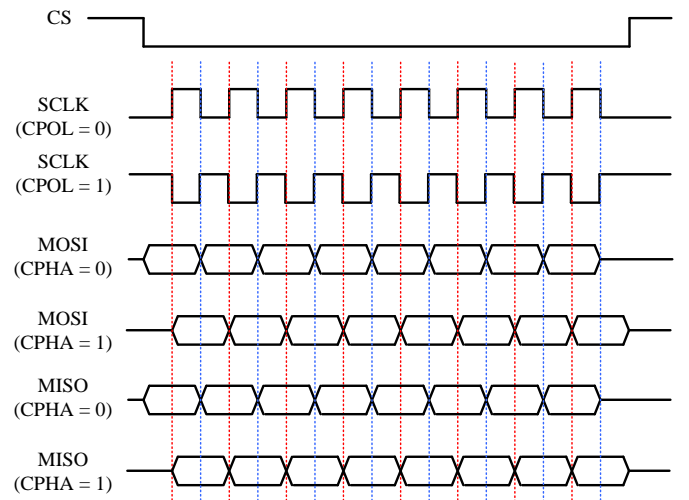 CS
SCLK
(CPOL = 0)
SCLK
(CPOL = 1)
MOSI
(CPHA = 0)
MOSI
(CPHA = 1)
MISO
(CPHA = 0)
MISO
(CPHA = 1)